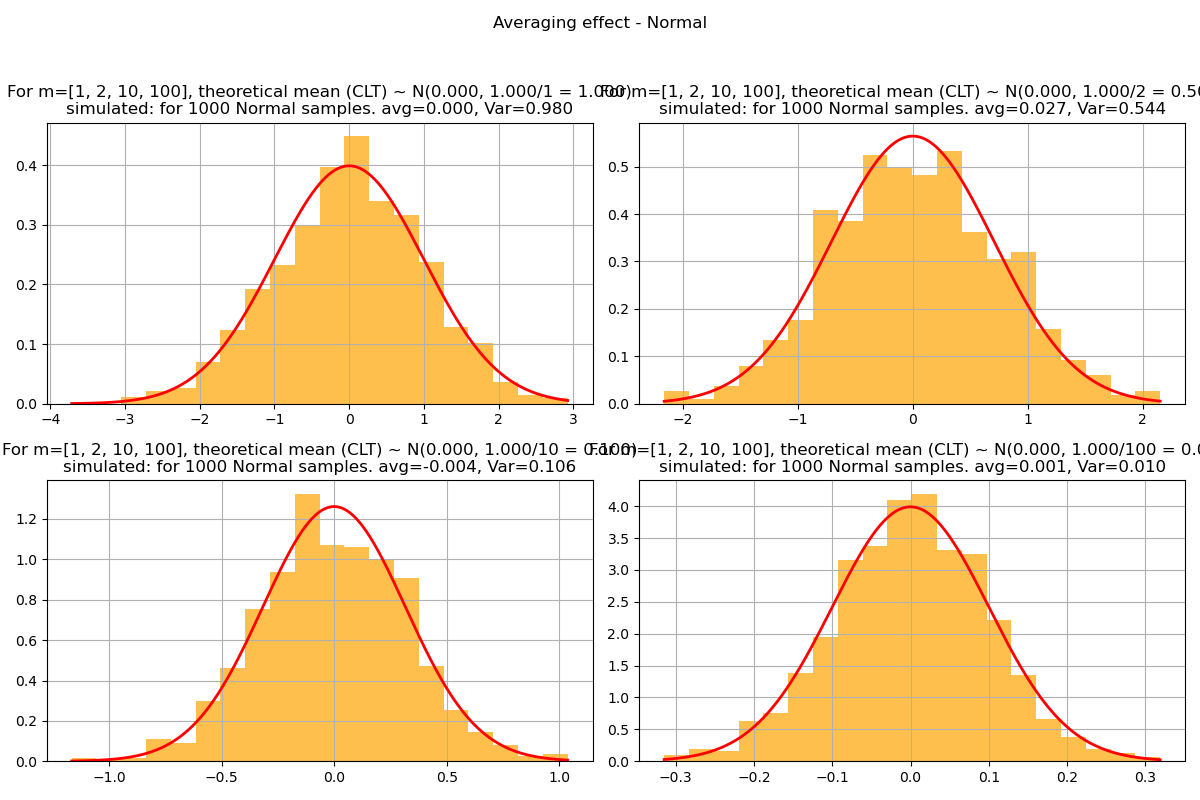 Averaging effect - Normal
For m=[1, 2, 10, 100], theoretical mean (CLT) ~ N(0.000, 1.000/1 = 1.000)
simulated: for 1000 Normal samples. avg=0.000, Var=0.980
For m=[1, 2, 10, 100], theoretical mean (CLT) ~ N(0.000, 1.000/2 = 0.50
simulated: for 1000 Normal samples. avg=0.027, Var=0.544
0.4
0.3
0.2
0.1
0.0
−4 −3 −2 −1 0 1 2 3
0.5
0.4
0.3
0.2
0.1
0.0
−2 −1 0 1 2
For m=[1, 2, 10, 100], theoretical mean (CLT) ~ N(0.000, 1.000/10 = 0.100)
simulated: for 1000 Normal samples. avg=-0.004, Var=0.106
For m=[1, 2, 10, 100], theoretical mean (CLT) ~ N(0.000, 1.000/100 = 0.0
simulated: for 1000 Normal samples. avg=0.001, Var=0.010
1.2
1.0
0.8
0.6
0.4
0.2
0.0
−1.0 −0.5 0.0 0.5 1.0
4.0
3.5
3.0
2.5
2.0
1.5
1.0
0.5
0.0
−0.3 −0.2 −0.1 0.0 0.1 0.2 0.3